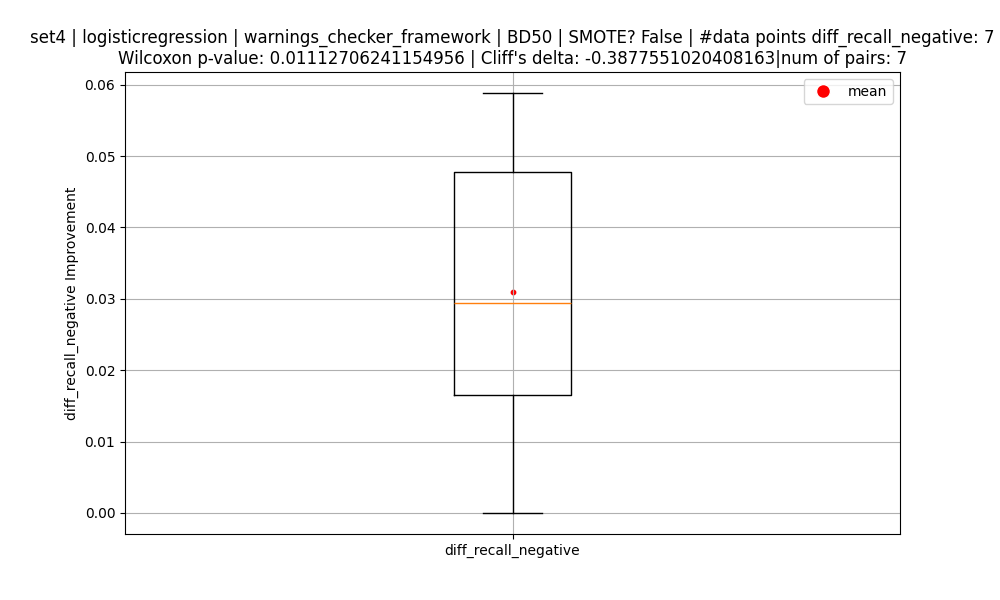 set4 | logisticregression | warnings_checker_framework | BD50 | SMOTE? False | #data points diff_recall_negative: 7
Wilcoxon p-value: 0.01112706241154956 | Cliff's delta: -0.3877551020408163|num of pairs: 7
mean
0.06
0.05
0.04
0.03
0.02
0.01
0.00
diff_recall_negative Improvement
diff_recall_negative